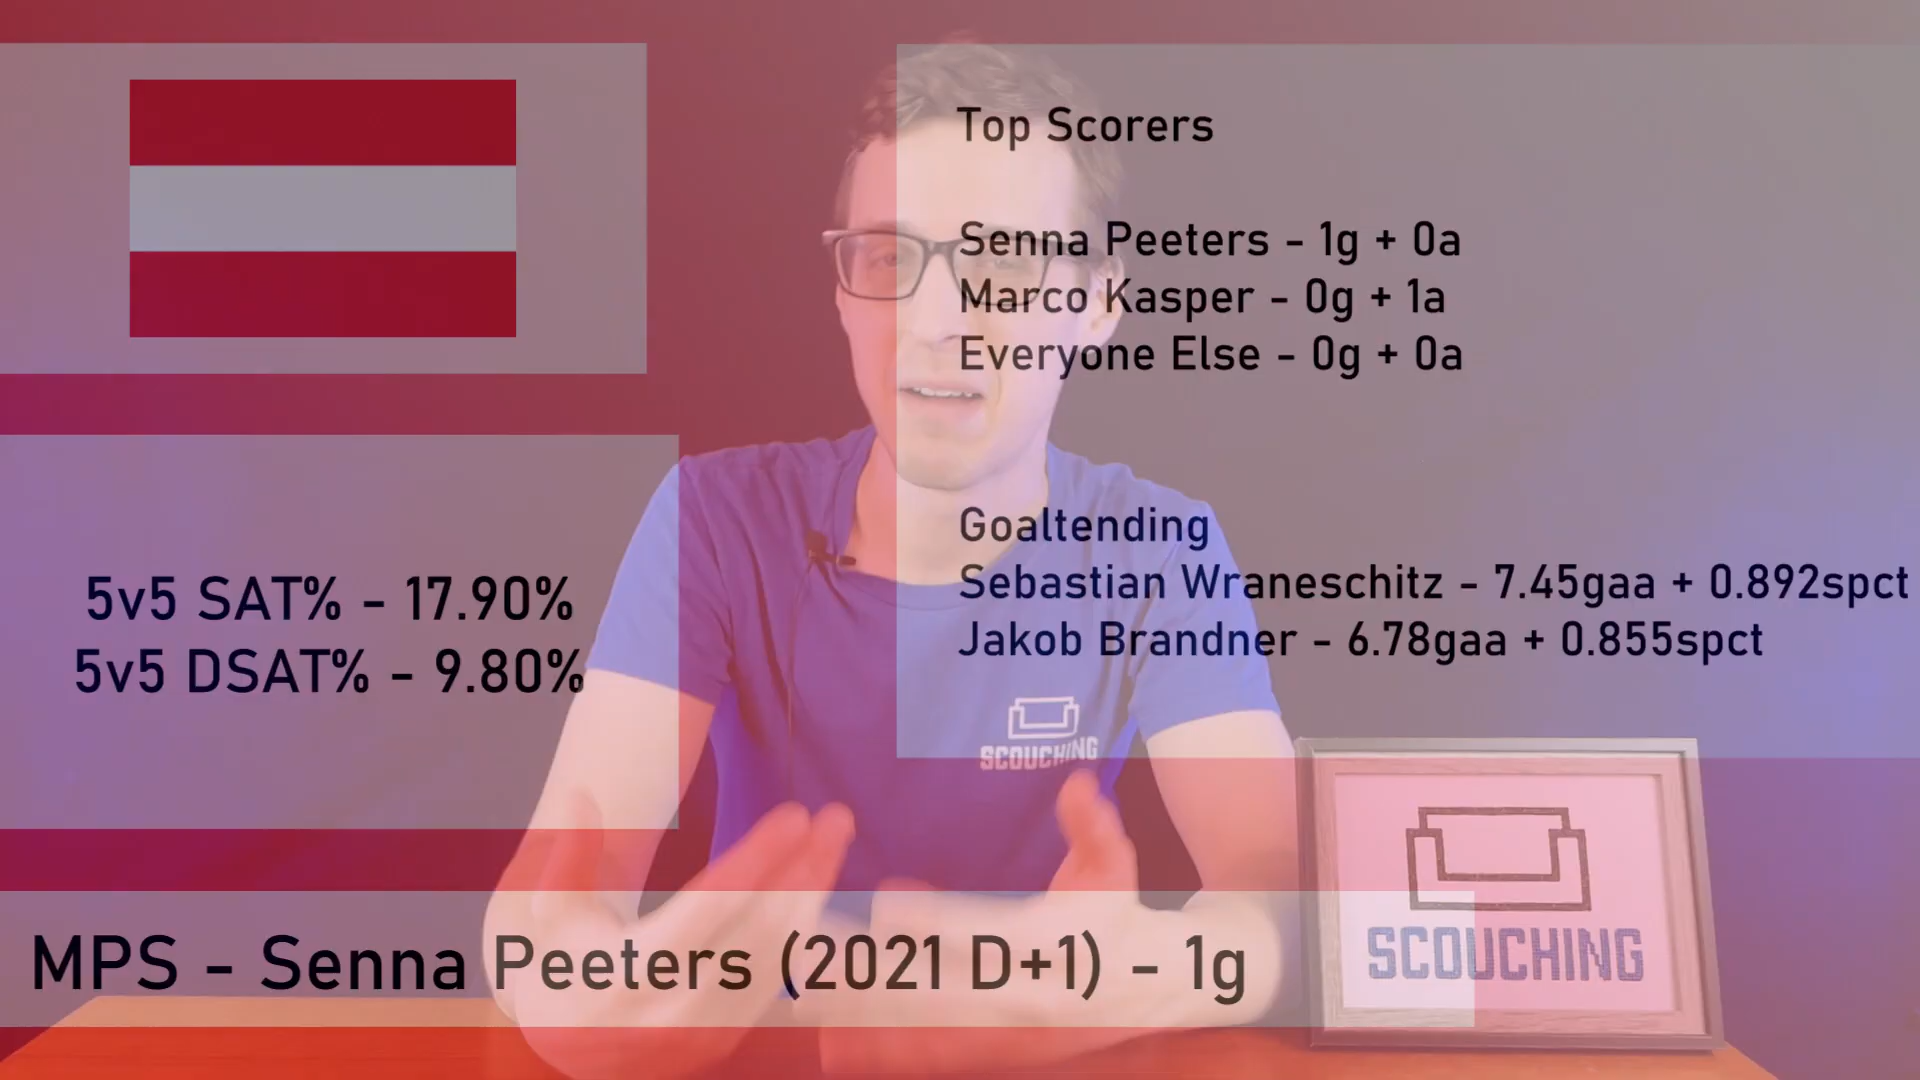 Top Scorers
Senna Peeters - 1g + 0a
Marco Kasper - 0g + 1a
Everyone Else - 0g + 0a
Goaltending
Sebastian Wraneschitz - 7.45gaa + 0.892spct
Jakob Brandner - 6.78gaa + 0.855spct
5v5 SAT% - 17.90%
5v5 DSAT% - 9.80%
SCOUCHING
SCOUCHING
MPS - Senna Peeters (2021 D+1) - 1g